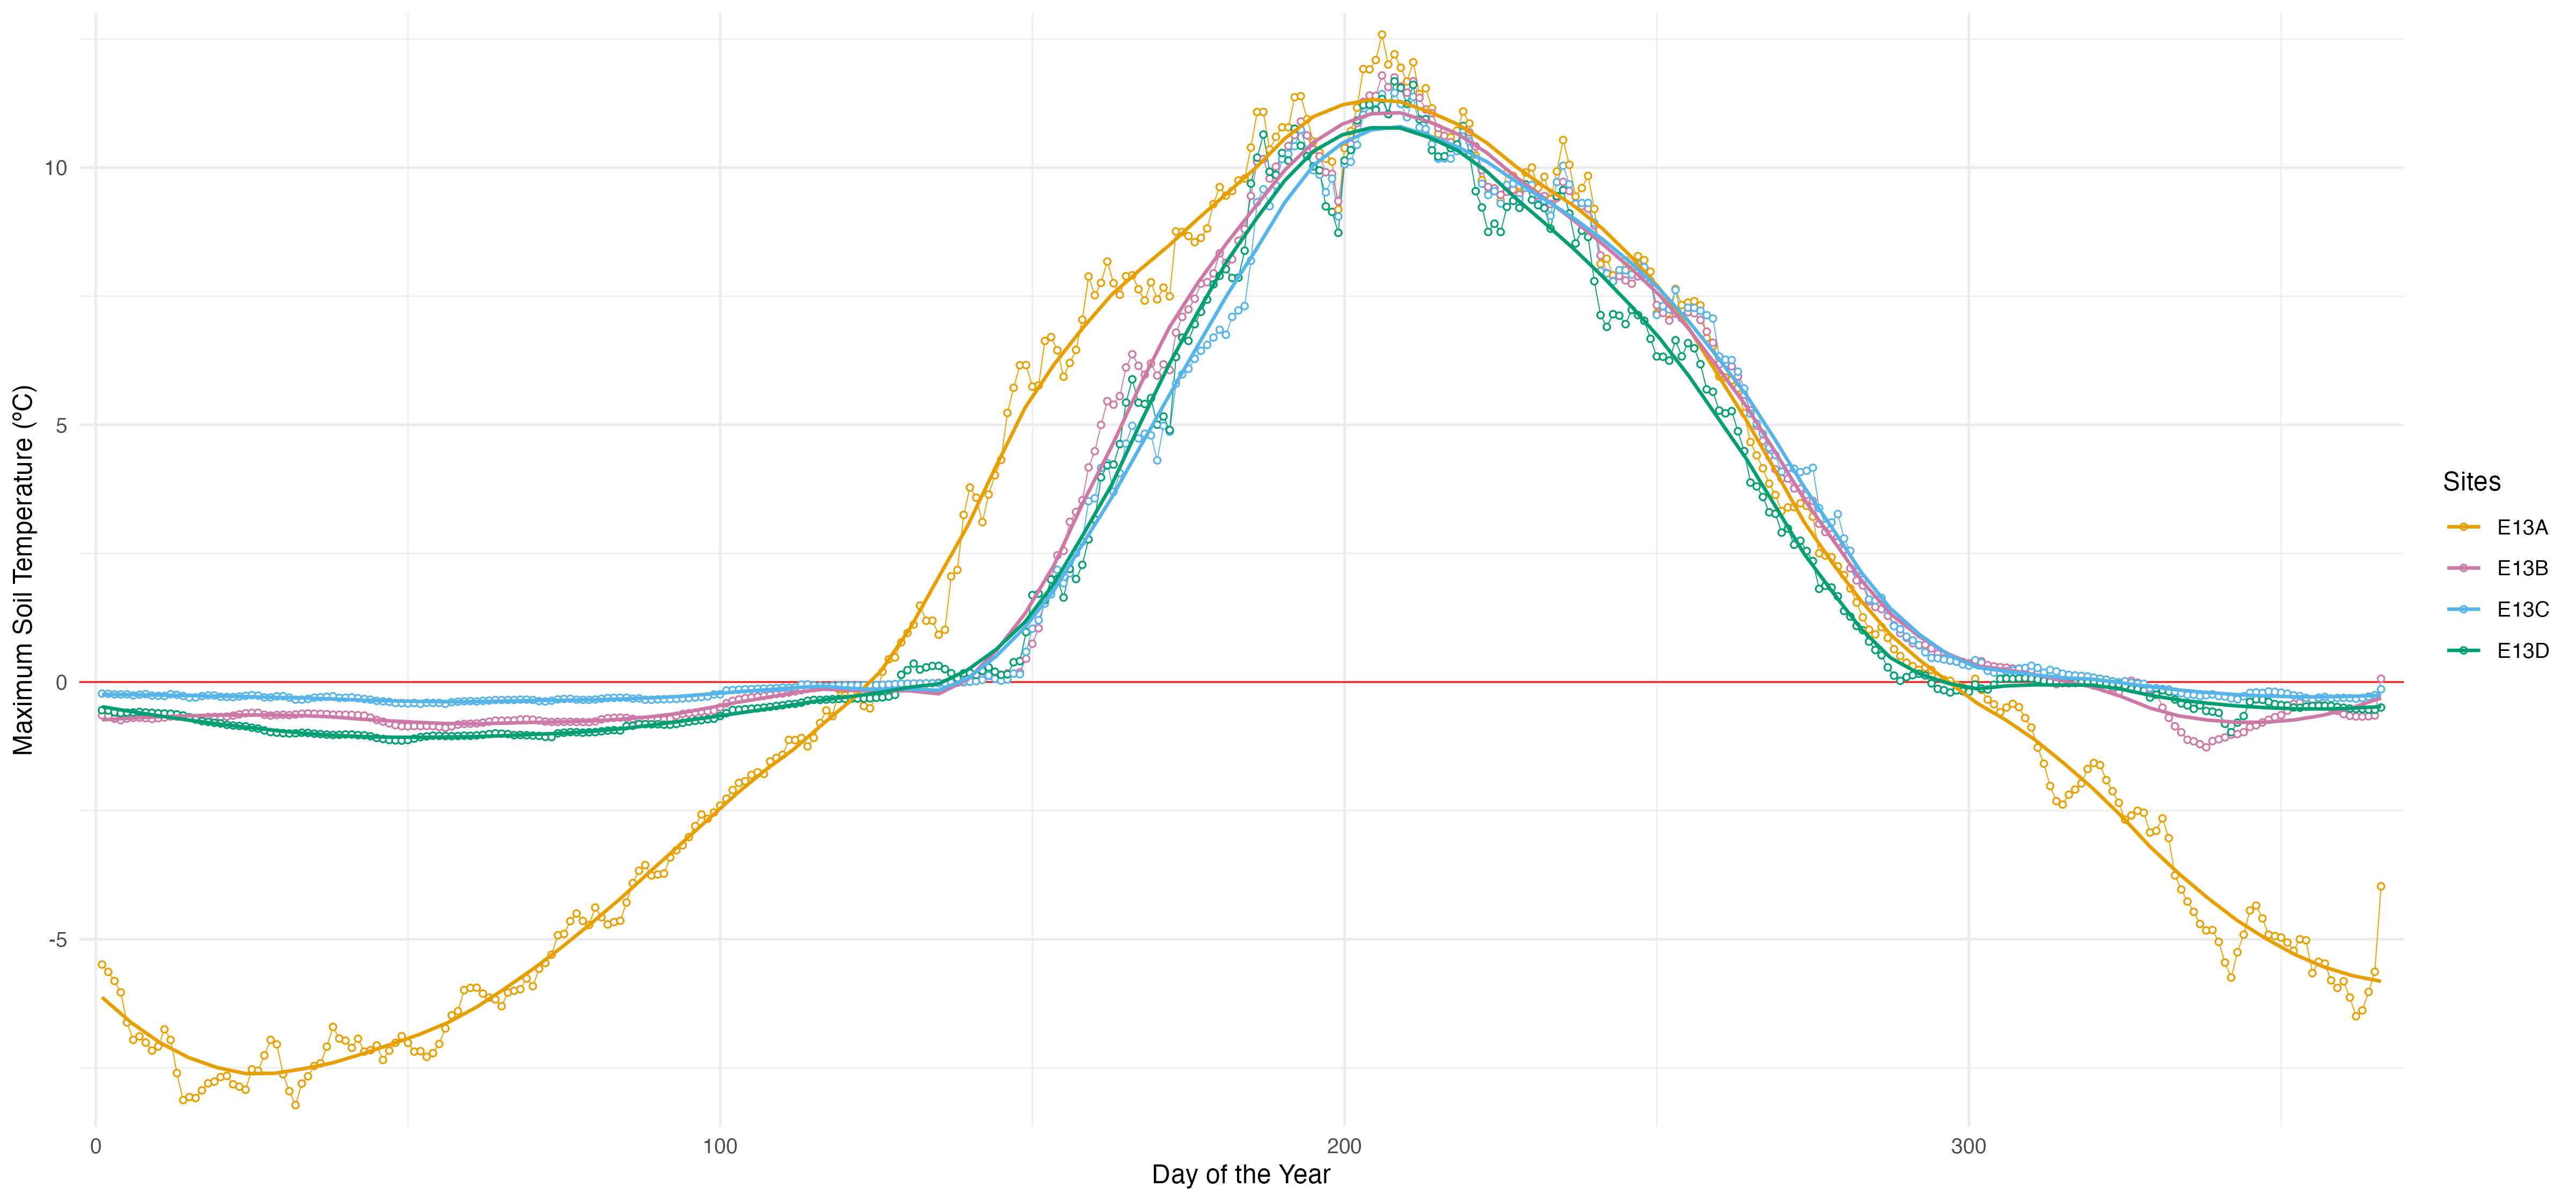 Maximum Soil Temperature (ºC)
10
5
0
-5
0
100
200
300
Day of the Year
Sites
E13A
E13B
E13C
E13D